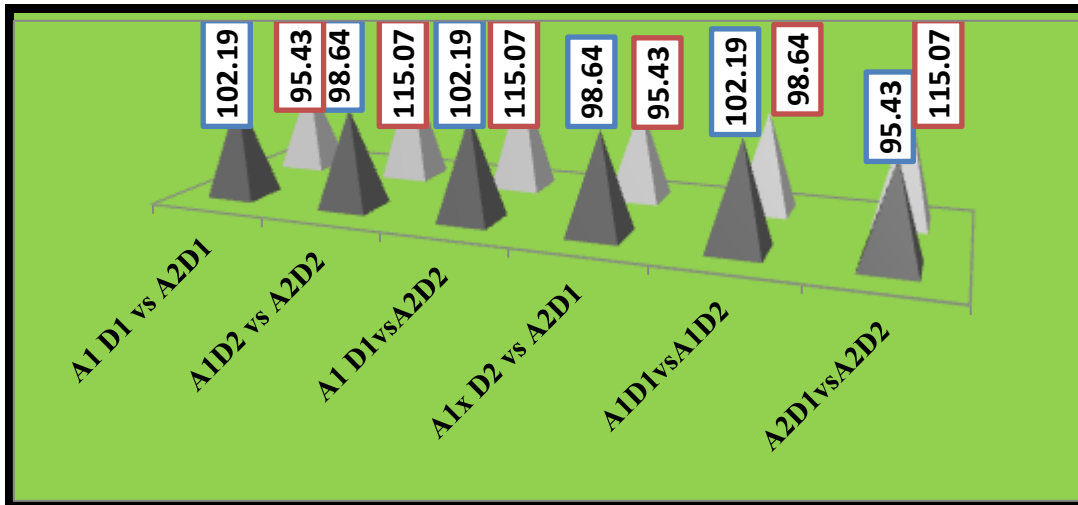 102.19
95.43
98.64
115.07
102.19
115.07
98.64
95.43
102.19
98.64
95.43
115.07
A1 D1 vs A2D1
A1D2 vs A2D2
A1 D1vsA2D2
A1x D2 vs A2D1
A1D1vsA1D2
A2D1vsA2D2